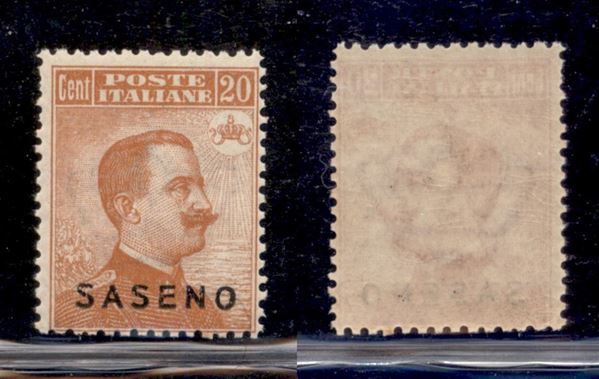 Cent POSTE ITALIANE 20
SASENO